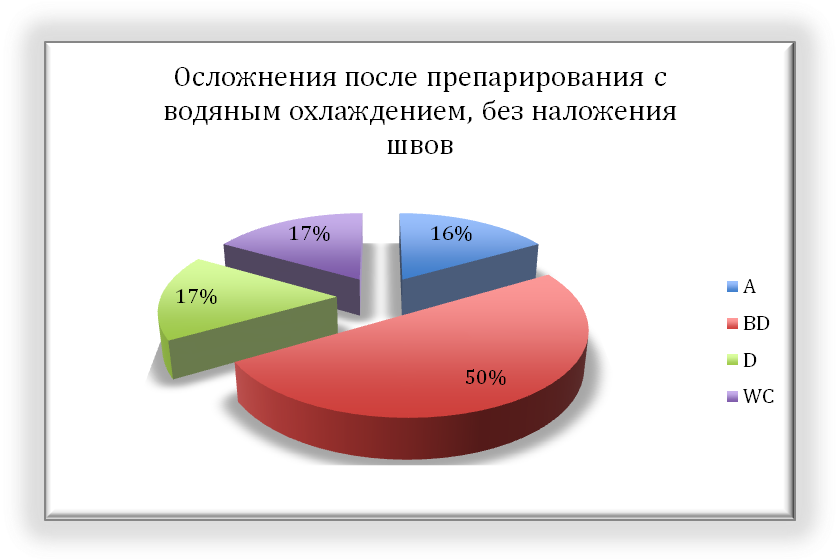 Осложнения после препарирования с
водяным охлаждением, без наложения
швов
17%
16%
17%
50%
A
BD
D
WC